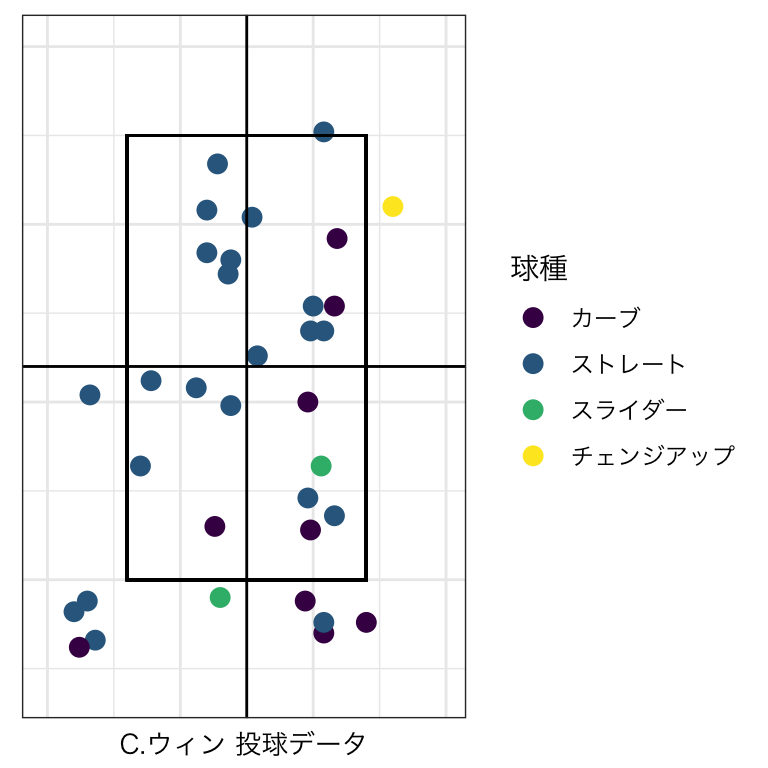 球種
カーブ
ストレート
スライダー
チェンジアップ
C.ウィン 投球データ